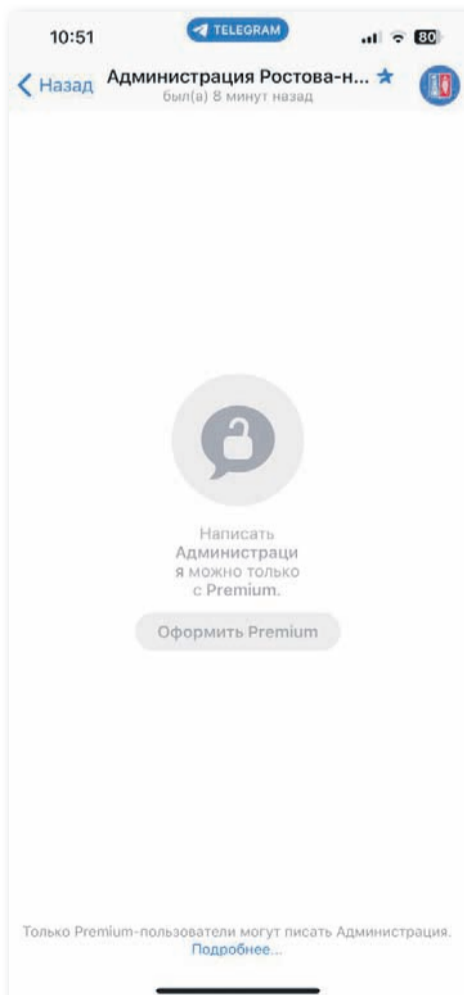 10:51
TELEGRAM
80
Назад
Администрация Ростова-н...
был(а) 8 минут назад
Написать
Администраци
я можно только
с Premium.
Оформить Premium
Только Premium-пользователи могут писать Администрация.
Подробнее...